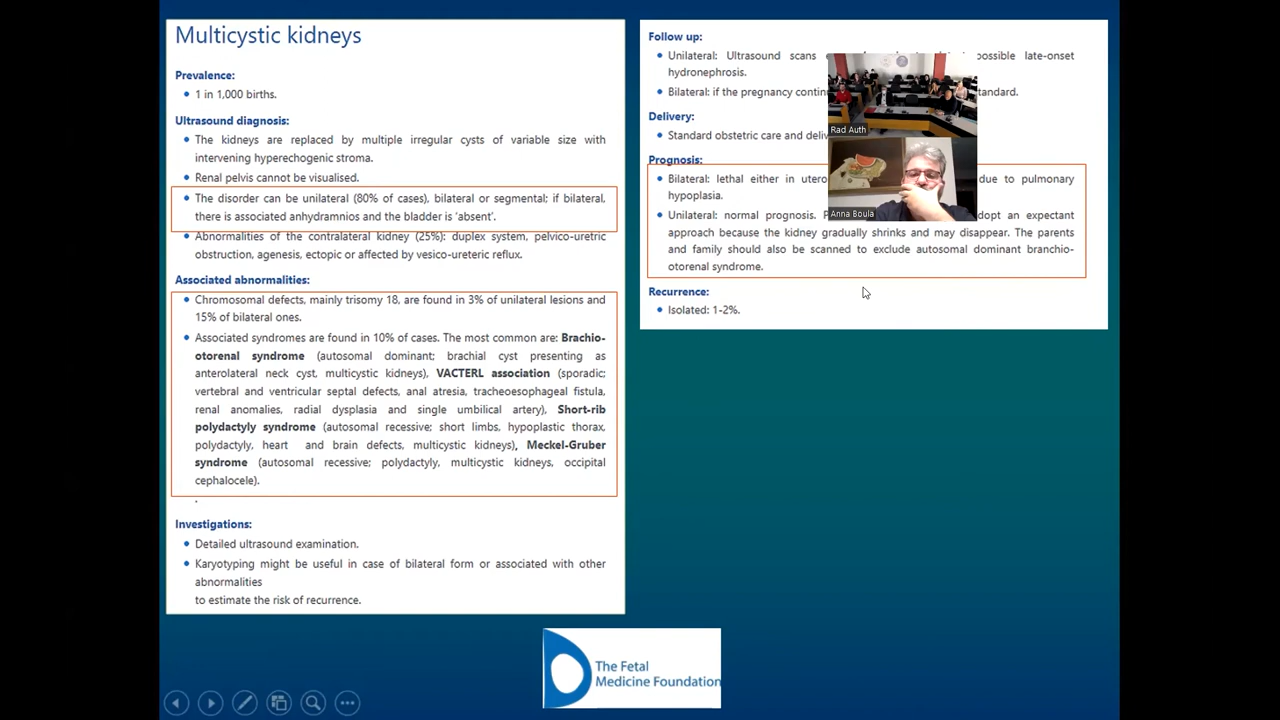 Multicystic kidneys
Prevalence:
1 in 1,000 births.
Ultrasound diagnosis:
The kidneys are replaced by multiple irregular cysts of variable size with
intervening hyperechogenic stroma.
Renal pelvis cannot be visualised.
The disorder can be unilateral (80% of cases), bilateral or segmental; if bilateral,
there is associated anhydramnios and the bladder is ‘absent’.
Abnormalities of the contralateral kidney (25%): duplex system, pelvico-uretric
obstruction, agenesis, ectopic or affected by vesico-ureteric reflux.
Associated abnormalities:
Chromosomal defects, mainly trisomy 18, are found in 3% of unilateral lesions and
15% of bilateral ones.
Associated syndromes are found in 10% of cases. The most common are: Brachio-
otorenal syndrome (autosomal dominant; brachial cyst presenting as
anterolateral neck cyst, multicystic kidneys), VACTERL association (sporadic;
vertebral and ventricular septal defects, anal atresia, tracheoesophageal fistula,
renal anomalies, radial dysplasia and single umbilical artery), Short-rib
polydactyly syndrome (autosomal recessive; short limbs, hypoplastic thorax,
polydactyly, heart and brain defects, multicystic kidneys), Meckel-Gruber
syndrome (autosomal recessive; polydactyly, multicystic kidneys, occipital
cephalocele).
.
Investigations:
Detailed ultrasound examination.
Karyotyping might be useful in case of bilateral form or associated with other
abnormalities
to estimate the risk of recurrence.
Follow up:
Unilateral: Ultrasound scans possible late-onset
hydronephrosis.
Bilateral: if the pregnancy standard.
Delivery:
Standard obstetric care and
Prognosis:
Bilateral: lethal either in utero due to pulmonary
hypoplasia.
Unilateral: normal prognosis. an expectant
approach because the kidney gradually shrinks and may disappear. The parents
and family should also be scanned to exclude autosomal dominant branchio-
otorenal syndrome.
Recurrence:
Isolated: 1-2%.
Rad Auth
Anna Boula
The Fetal
Medicine Foundation